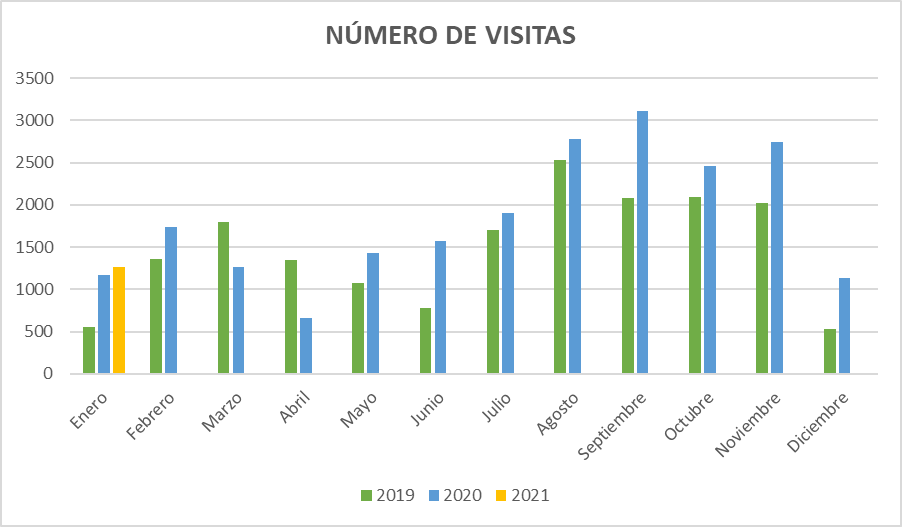 NÚMERO DE VISITAS
3500
3000
2500
2000
1500
1000
500
0
Enero
Febrero
Marzo
Abril
Mayo
Junio
Julio
Agosto
Septiembre
Octubre
Noviembre
Diciembre
2019 2020 2021